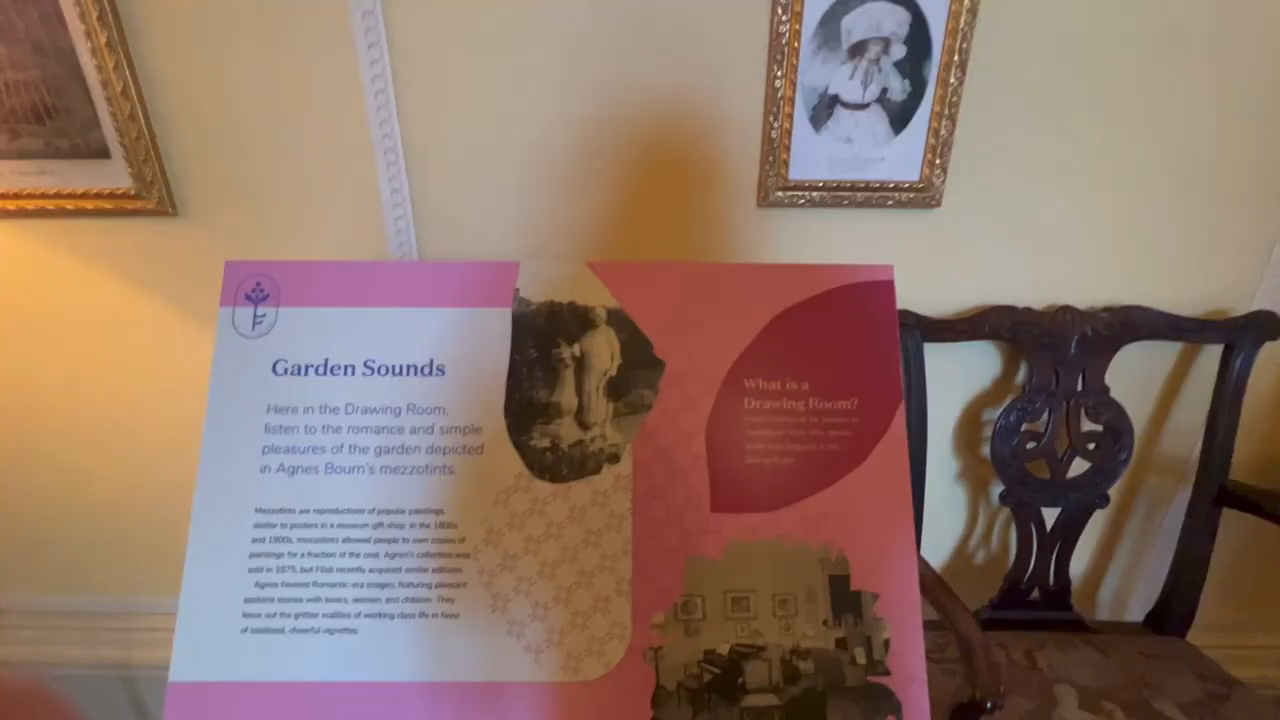 Garden Sounds
Here in the Drawing Room,
listen to the romance and simple
pleasures of the garden depicted
in Agnes Bourn's mezzotints.
Mezzotints are reproductions of popular paintings,
similar to posters in a museum gift shop. In the 1800s
and 1900s, mezzotints allowed people to own copies of
paintings for a fraction of the cost. Agnes's collection was
sold in 1975, but Filoli recently acquired similar editions.
Agnes favored Romantic-era images, featuring pleasant
pastoral scenes with lovers, women, and children. They
leave out the grittier realities of working class life in favor
of idealized, cheerful vignettes.
What is a
Drawing Room?